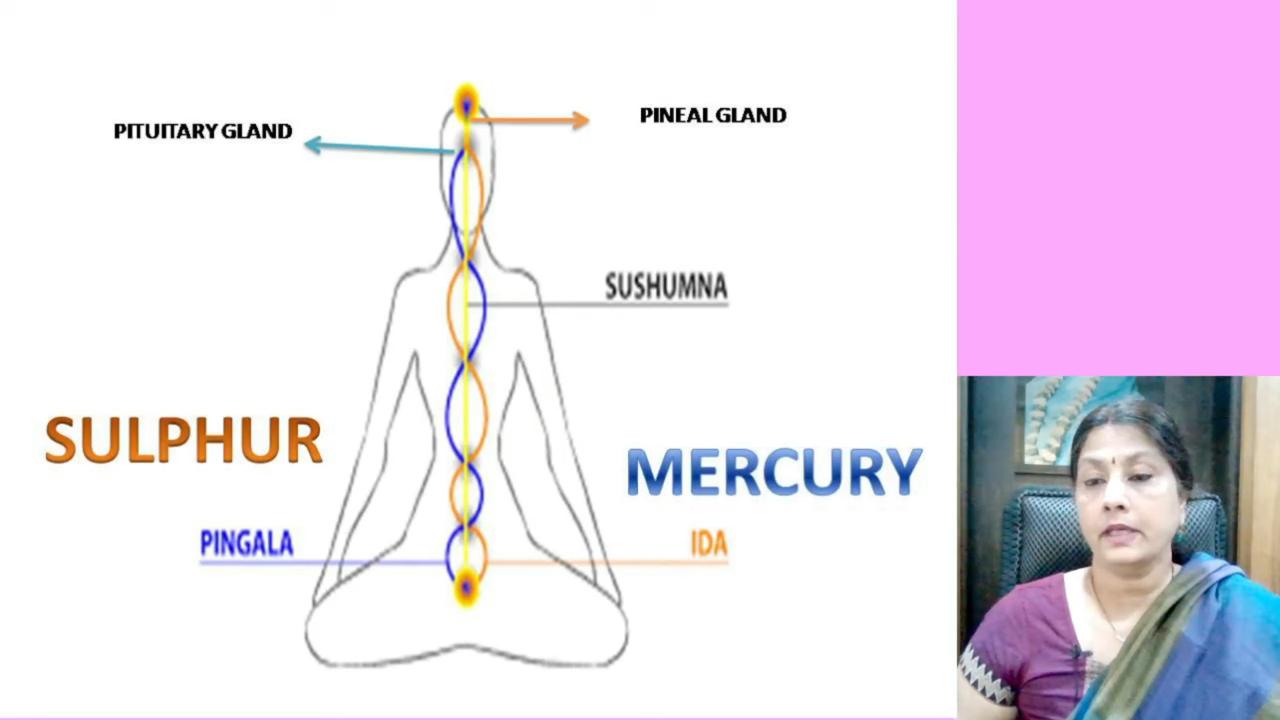 PINEAL GLAND
PITUITARY GLAND
SUSHUMNA
SULPHUR
MERCURY
PINGALA
IDA